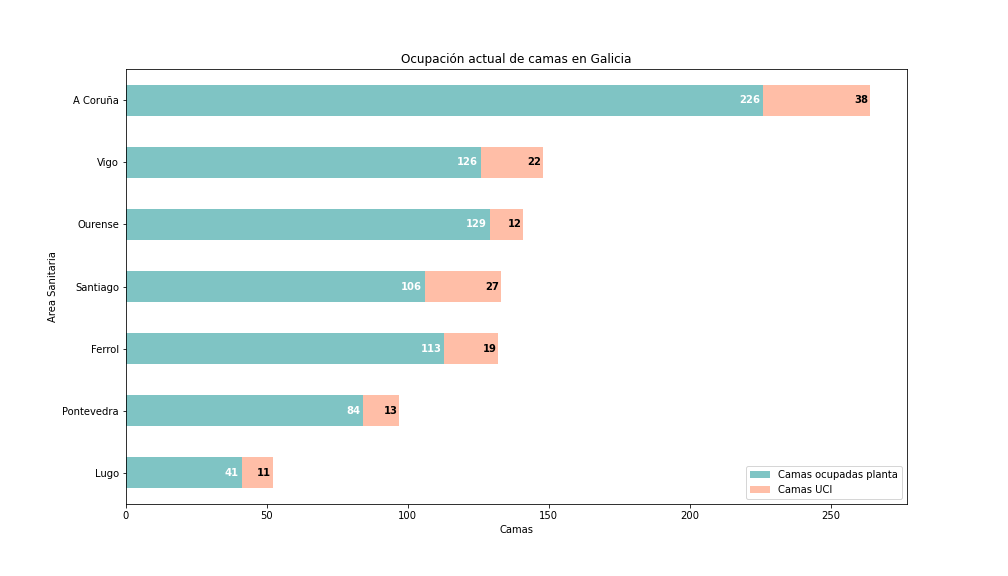 Ocupación actual de camas en Galicia
A Coruña
226
38
Vigo
126
22
Ourense
129
12
Santiago
106
27
Ferrol
113
19
Pontevedra
84
13
Lugo
41
11
Area Sanitaria
Camas ocupadas planta
Camas UCI
0 50 100 150 200 250
Camas